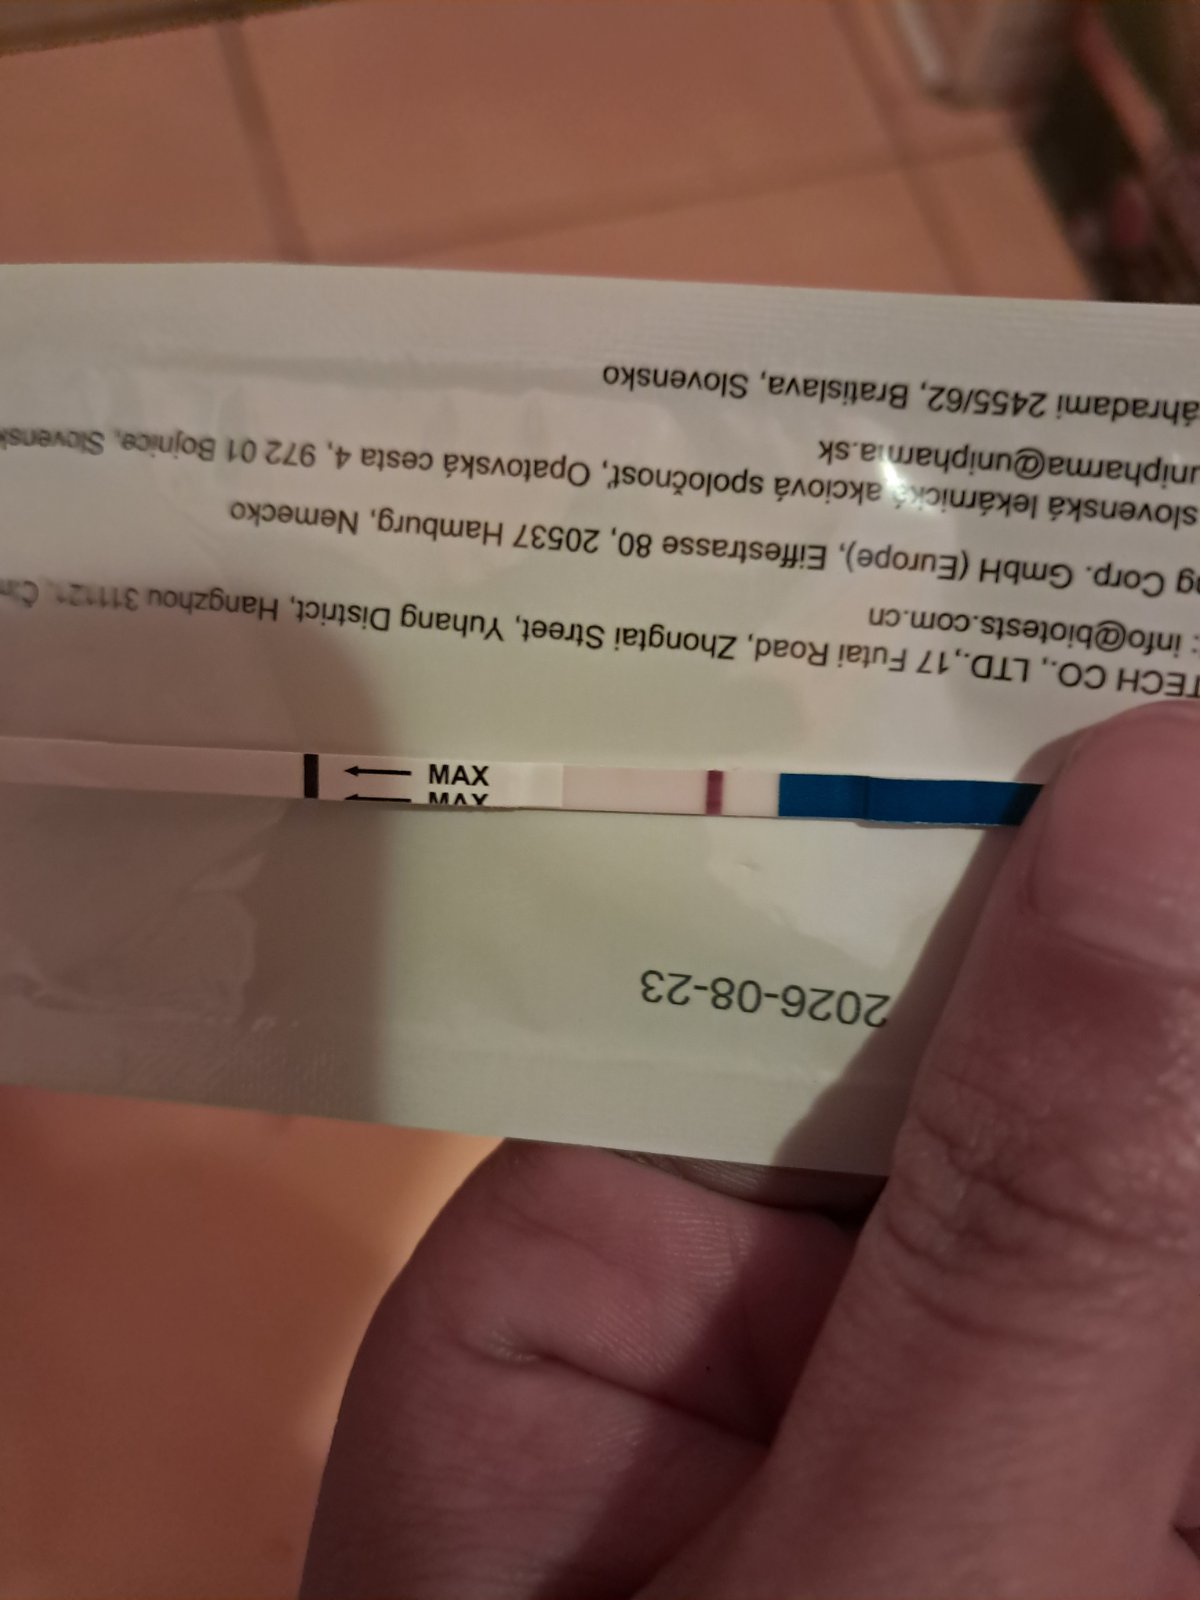 2026-08-23
MAX
MAX
TECH CO., LTD.,17 Futai Road, Zhongtai Street, Yuhang District, Hangzhou 311121,
: info@biotests.com.cn
g Corp. GmbH (Europe), Eiffestrasse 80, 20537 Hamburg, Nemecko
slovenská lekárnická akciová spoločnosť, Opatovská cesta 4, 972 01 Bojnice, Slovensk
unipharma@unipharma.sk
áhradami 2455/62, Bratislava, Slovensko